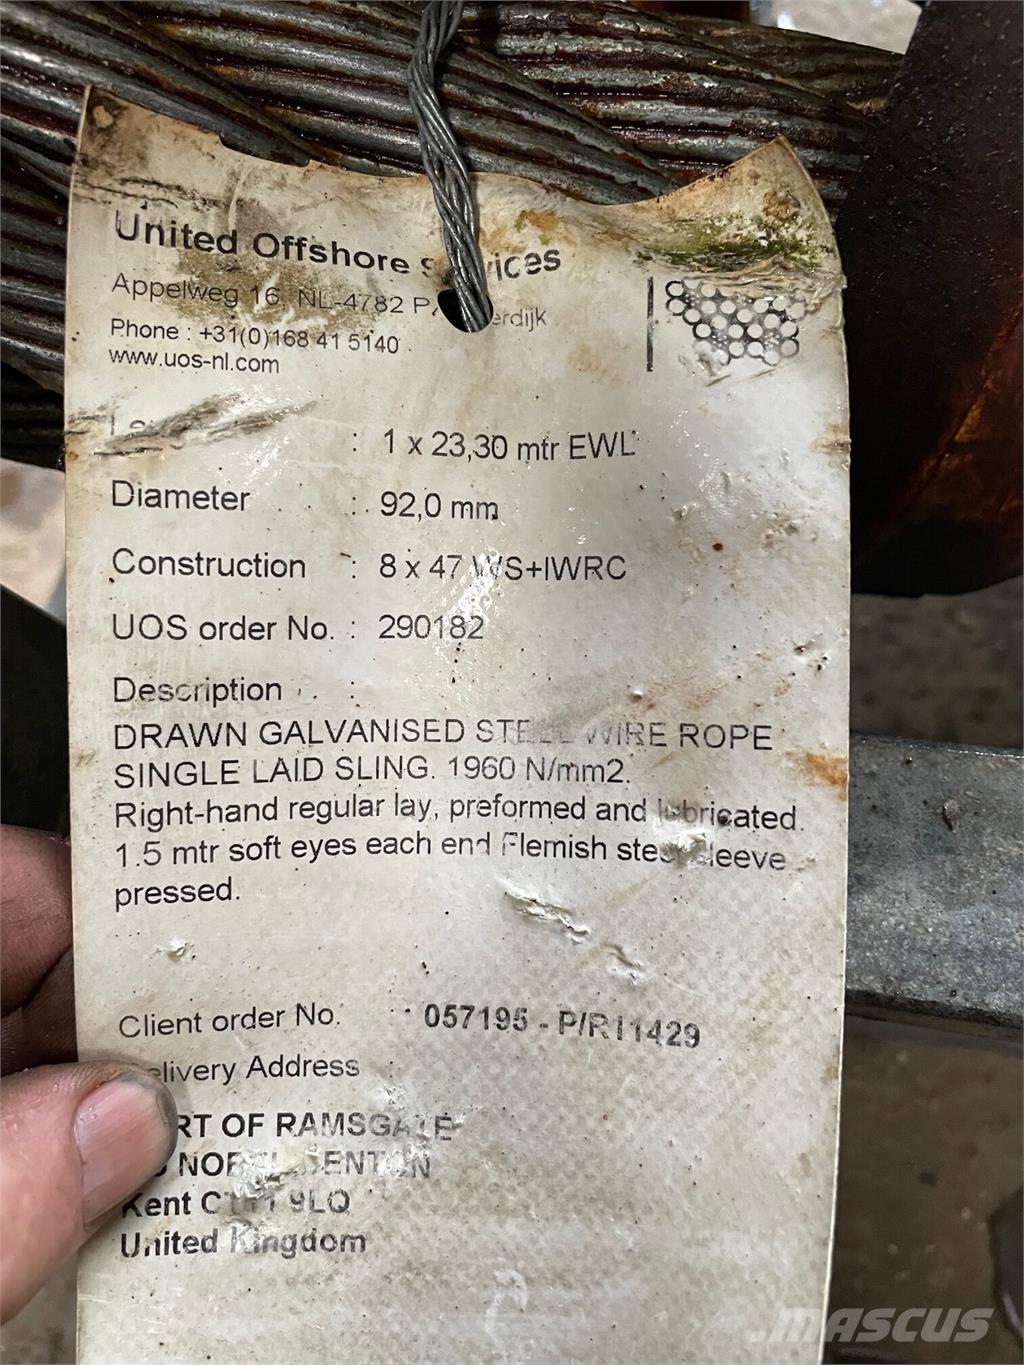 United Offshore
Appelweg 16, NL-4782
Phone : +31(0)168 41 5140
www.uos-nl.com
: 1 x 23,30 mtr EWL
Diameter : 92,0 mm
Construction : 8 x 47 WS+IWRC
UOS order No. : 290182
Description :
DRAWN GALVANISED STEEL WIRE ROPE
SINGLE LAID SLING. 1960 N/mm2.
Right-hand regular lay, preformed and lubricated.
1.5 mtr soft eyes each end Flemish steel sleeve
pressed.
Client order No. : 057195 - P/R11429
Delivery Address :
OF RAMSGATE
Kent 9LQ
United Kingdom
MASCUS